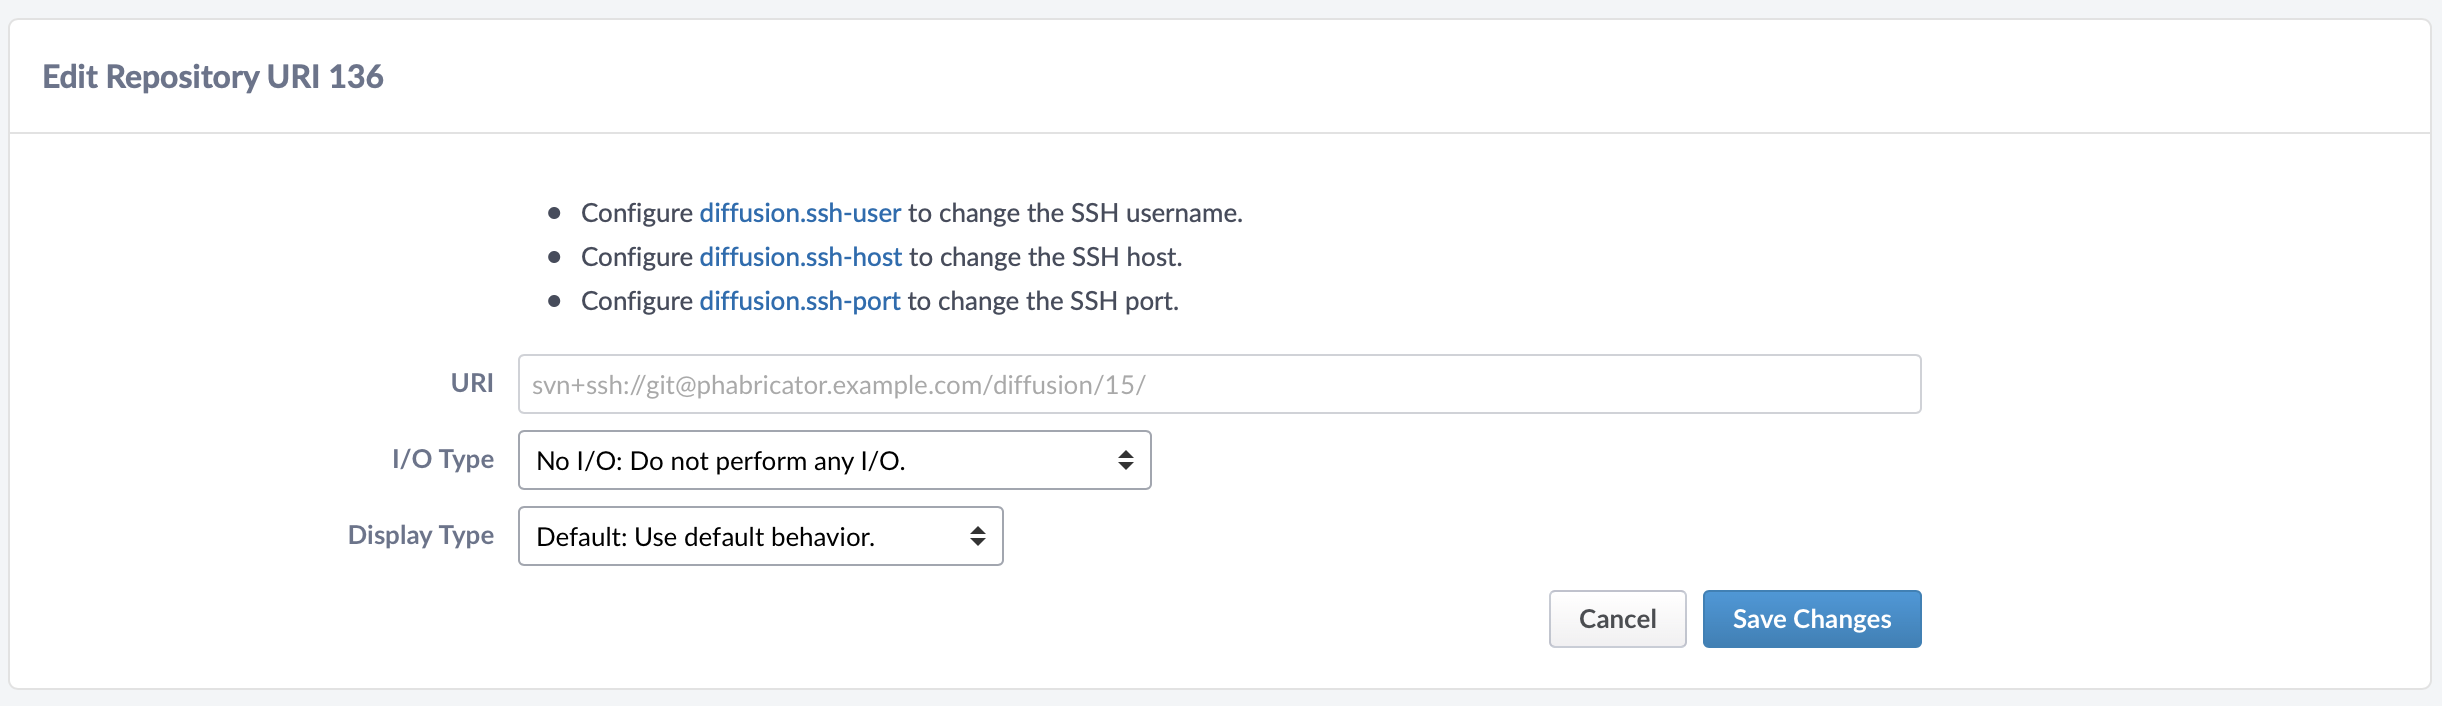 Edit Repository URI 136
Configure diffusion.ssh-user to change the SSH username.
Configure diffusion.ssh-host to change the SSH host.
Configure diffusion.ssh-port to change the SSH port.
URI svn+ssh://git@phabricator.example.com/diffusion/15/
I/O Type No I/O: Do not perform any I/O.
Display Type Default: Use default behavior.
Cancel Save Changes